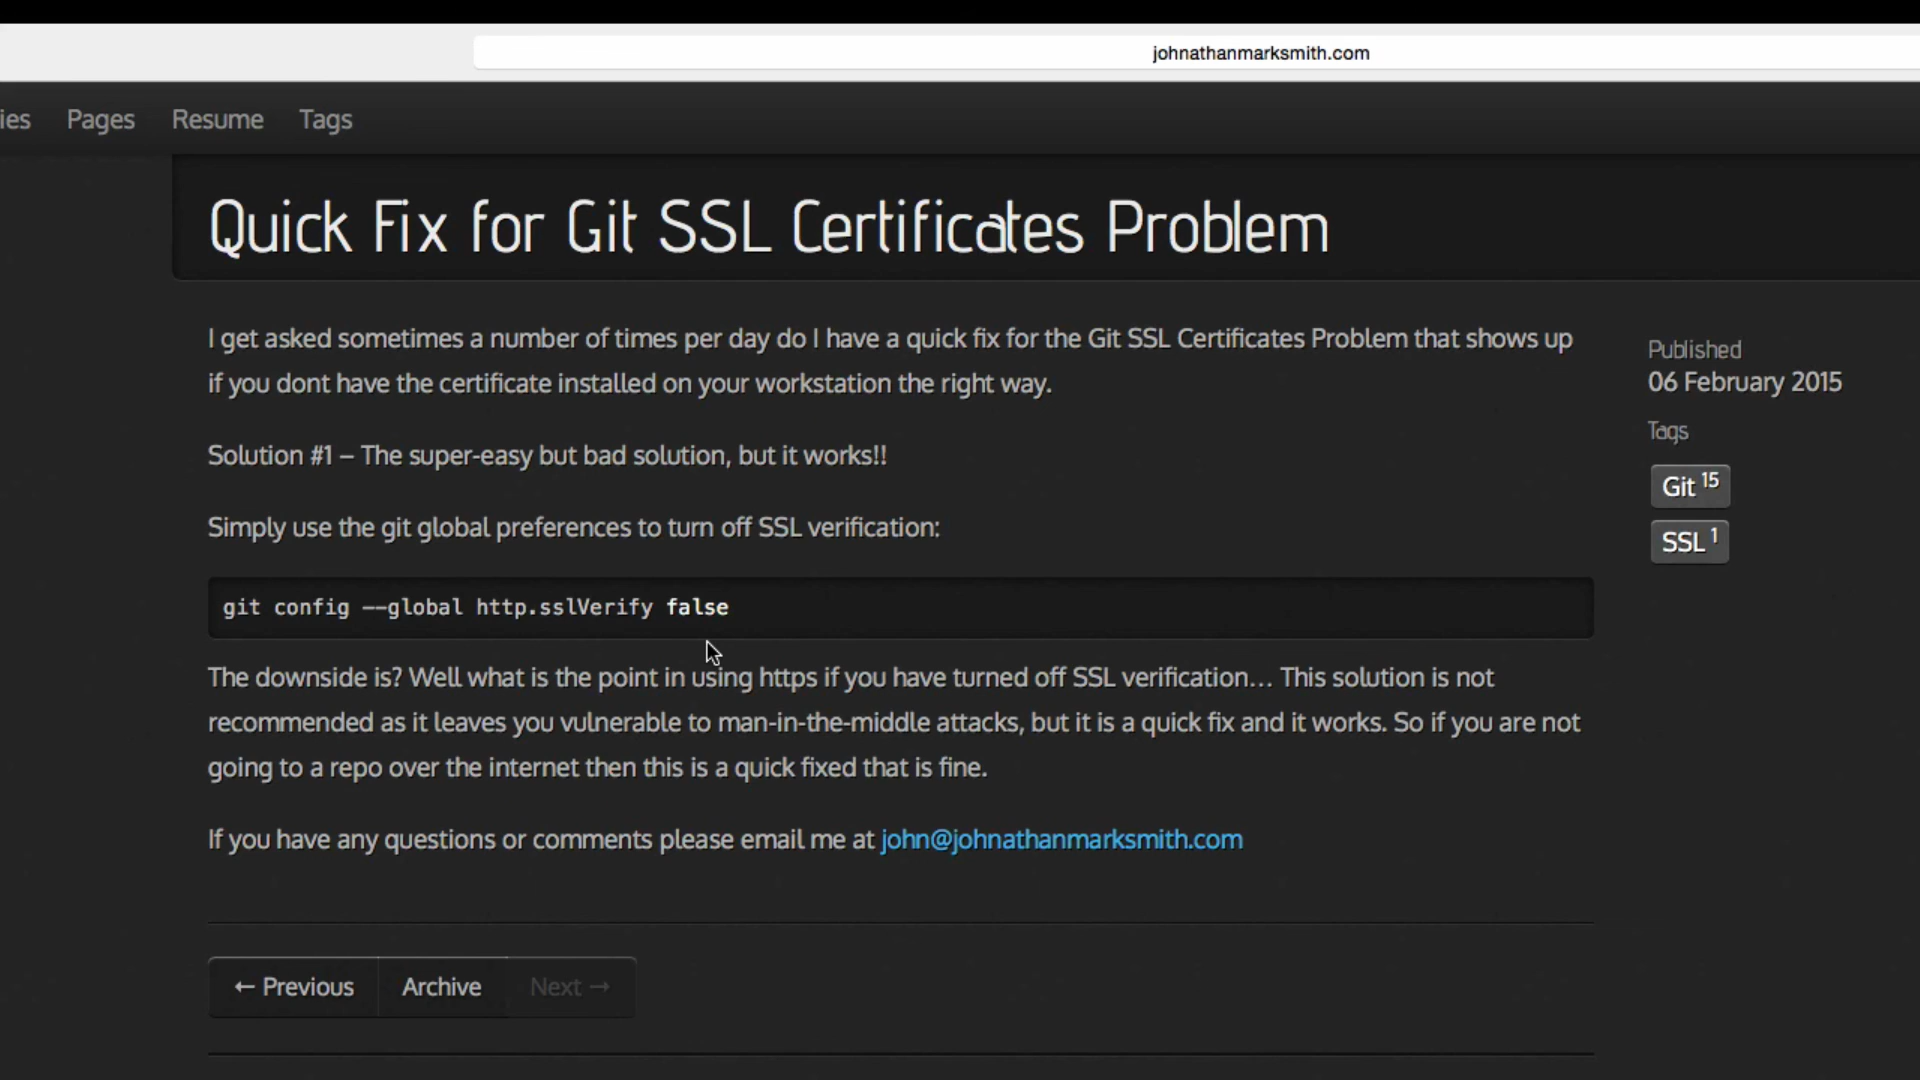 johnathanmarksmith.com
ies Pages Resume Tags
Quick Fix for Git SSL Certificates Problem
I get asked sometimes a number of times per day do I have a quick fix for the Git SSL Certificates Problem that shows up
if you dont have the certificate installed on your workstation the right way.
Solution #1 – The super-easy but bad solution, but it works!!
Simply use the git global preferences to turn off SSL verification:
git config --global http.sslVerify false
The downside is? Well what is the point in using https if you have turned off SSL verification… This solution is not
recommended as it leaves you vulnerable to man-in-the-middle attacks, but it is a quick fix and it works. So if you are not
going to a repo over the internet then this is a quick fixed that is fine.
If you have any questions or comments please email me at john@johnathanmarksmith.com
← Previous Archive Next →
Published
06 February 2015
Tags
Git 15
SSL 1